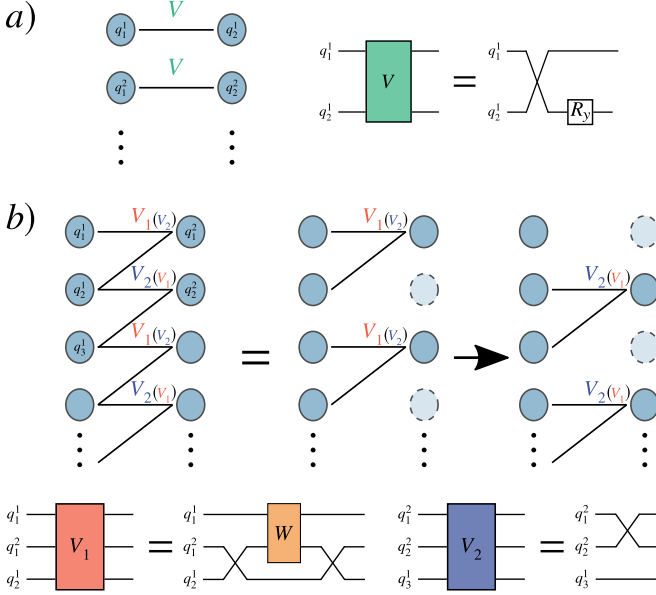 a)
V
q₁¹ q₂¹
V
q₁² q₂²
q₁¹ V = q₁¹
q₂¹ q₂¹ R_y
b)
V₁(V₂) V₁(V₂)
q₁¹ q₁²
V₂(V₁) V₂(V₁)
q₂¹ q₂²
V₁(V₂) = V₁(V₂)
q₃¹
V₂(V₁) V₂(V₁)
q₁¹ q₁¹ q₁² q₁²
q₁² V₁ = q₁² W q₂² V₂ = q₂²
q₂¹ q₂¹ q₃¹ q₃¹